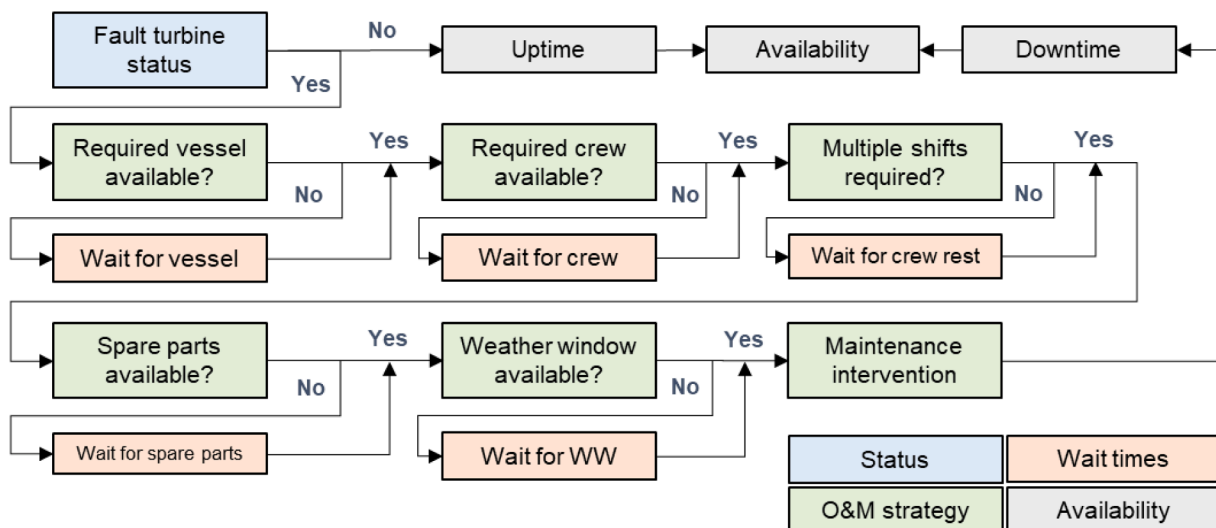 Fault turbine
status
No
Uptime
Availability
Downtime
Yes
Required vessel
available?
Yes
Required crew
available?
Yes
Multiple shifts
required?
Yes
No
No
No
Wait for vessel
Wait for crew
Wait for crew rest
Spare parts
available?
Yes
Weather window
available?
Yes
Maintenance
intervention
No
No
Wait for spare parts
Wait for WW
Status
Wait times
O&M strategy
Availability